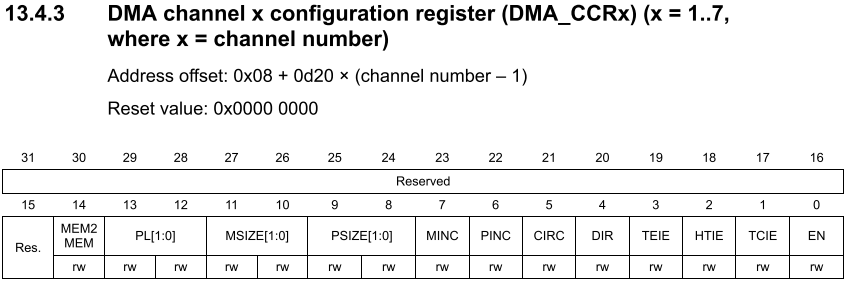 13.4.3 DMA channel x configuration register (DMA_CCRx) (x = 1..7,
where x = channel number)
Address offset: 0x08 + 0d20 × (channel number – 1)
Reset value: 0x0000 0000
31 30 29 28 27 26 25 24 23 22 21 20 19 18 17 16
Reserved
15 14 13 12 11 10 9 8 7 6 5 4 3 2 1 0
Res. MEM2 MEM PL[1:0] MSIZE[1:0] PSIZE[1:0] MINC PINC CIRC DIR TEIE HTIE TCIE EN
rw rw rw rw rw rw rw rw rw rw rw rw rw rw rw